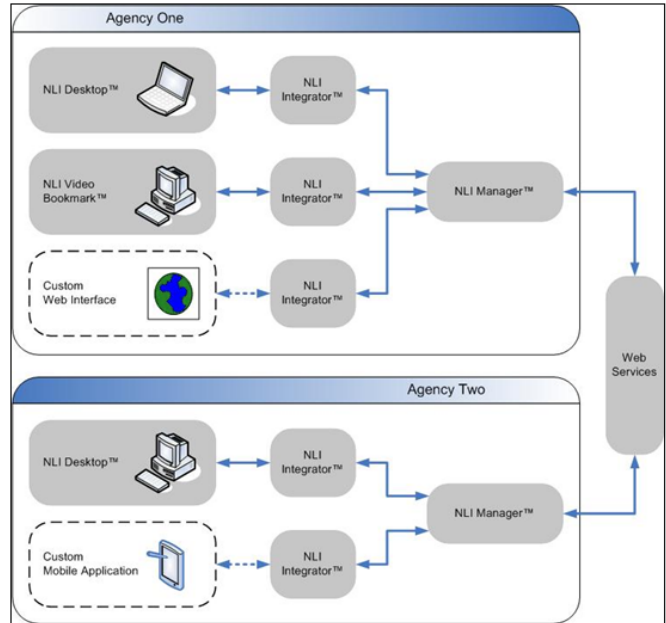 Agency One
NLI Desktop™
NLI
Integrator™
NLI Video
Bookmark™
NLI
Integrator™
NLI Manager™
Custom
Web Interface
NLI
Integrator™
Web
Services
Agency Two
NLI Desktop™
NLI
Integrator™
NLI Manager™
Custom
Mobile Application
NLI
Integrator™